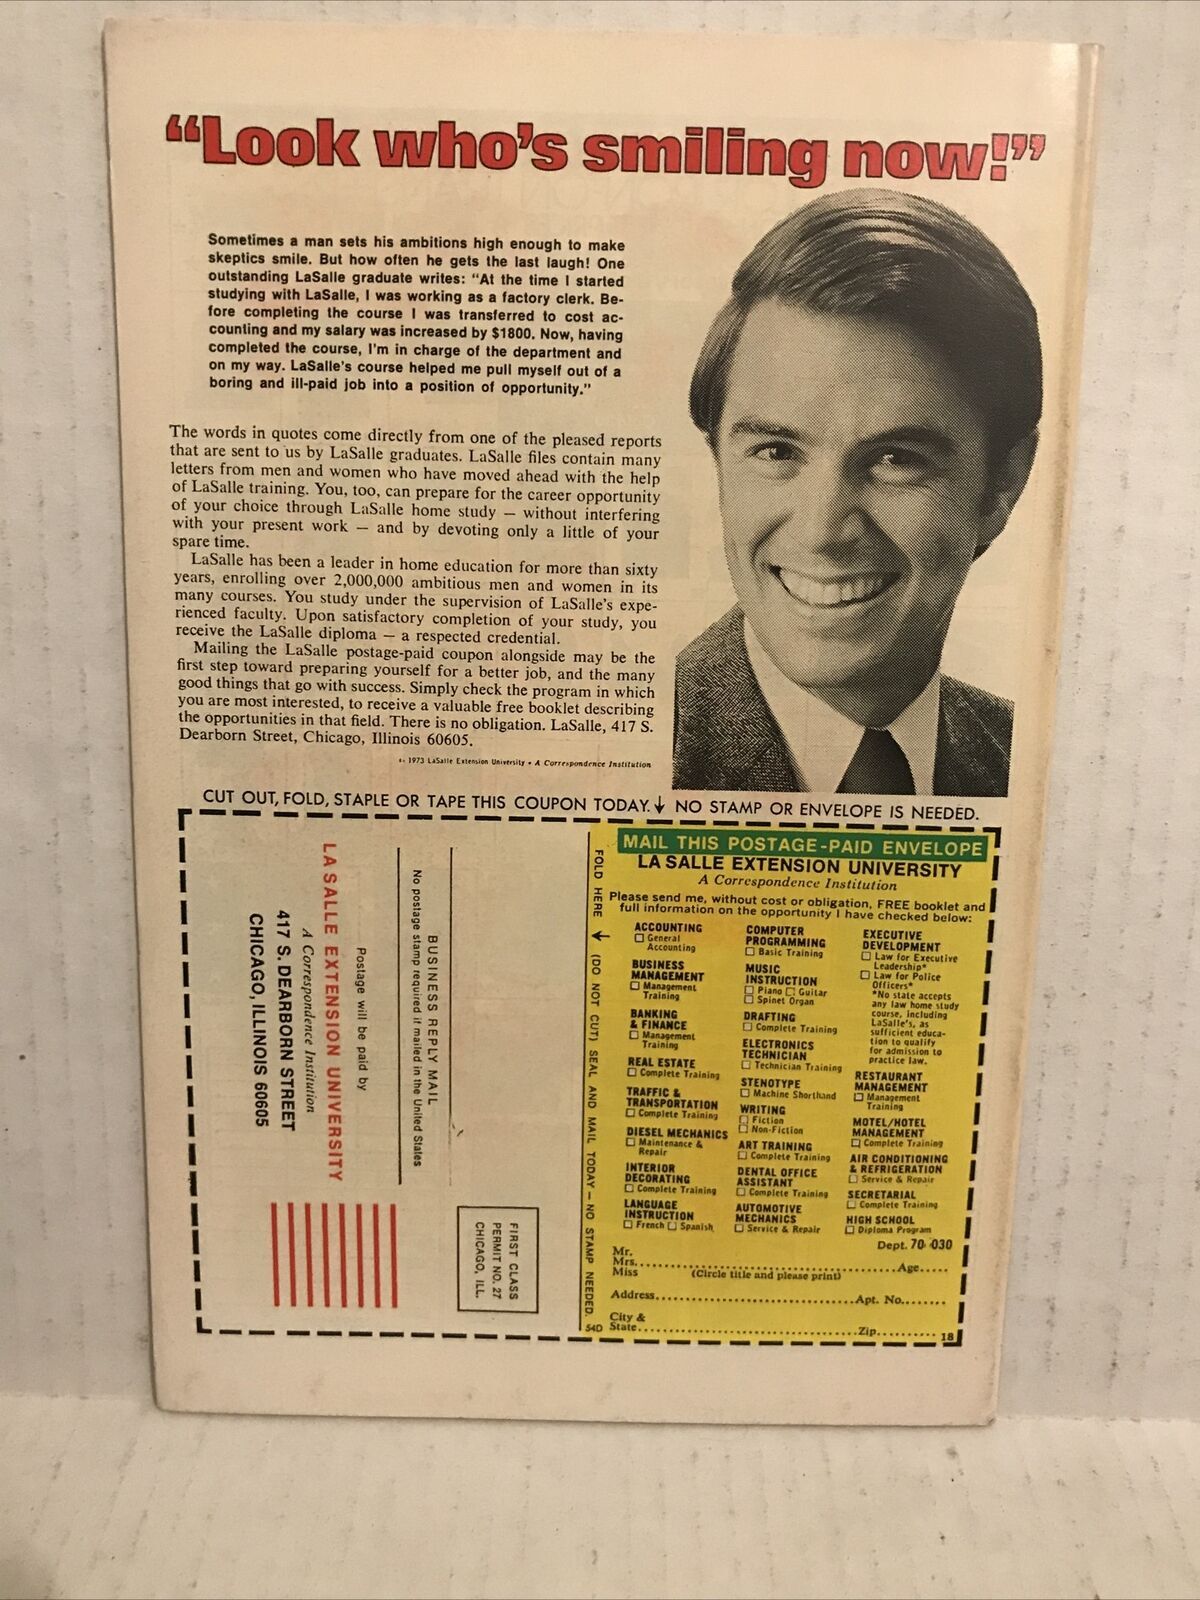 “Look who’s smiling now!”
Sometimes a man sets his ambitions high enough to make
skeptics smile. But how often he gets the last laugh! One
outstanding LaSalle graduate writes: “At the time I started
studying with LaSalle, I was working as a factory clerk. Be-
fore completing the course I was transferred to cost ac-
counting and my salary was increased by $1800. Now, having
completed the course, I’m in charge of the department and
on my way. LaSalle’s course helped me pull myself out of a
boring and ill-paid job into a position of opportunity.”
The words in quotes come directly from one of the pleased reports
that are sent to us by LaSalle graduates. LaSalle files contain many
letters from men and women who have moved ahead with the help
of LaSalle training. You, too, can prepare for the career opportunity
of your choice through LaSalle home study — without interfering
with your present work — and by devoting only a little of your
spare time.
LaSalle has been a leader in home education for more than sixty
years, enrolling over 2,000,000 ambitious men and women in its
many courses. You study under the supervision of LaSalle’s expe-
rienced faculty. Upon satisfactory completion of your study, you
receive the LaSalle diploma — a respected credential.
Mailing the LaSalle postage-paid coupon alongside may be the
first step toward preparing yourself for a better job, and the many
good things that go with success. Simply check the program in which
you are most interested, to receive a valuable free booklet describing
the opportunities in that field. There is no obligation. LaSalle, 417 S.
Dearborn Street, Chicago, Illinois 60605.
© 1973 LaSalle Extension University • A Correspondence Institution
CUT OUT, FOLD, STAPLE OR TAPE THIS COUPON TODAY. ↓ NO STAMP OR ENVELOPE IS NEEDED.
FIRST CLASS
PERMIT NO. 27
CHICAGO, ILL.
BUSINESS REPLY MAIL
No postage stamp required if mailed in the United States
Postage will be paid by
LA SALLE EXTENSION UNIVERSITY
A Correspondence Institution
417 S. DEARBORN STREET
CHICAGO, ILLINOIS 60605
FOLD HERE → (DO NOT CUT) SEAL AND MAIL TODAY — NO STAMP NEEDED.
54D
MAIL THIS POSTAGE-PAID ENVELOPE
LA SALLE EXTENSION UNIVERSITY
A Correspondence Institution
Please send me, without cost or obligation, FREE booklet and
full information on the opportunity I have checked below:
ACCOUNTING
☐ General
Accounting
BUSINESS
MANAGEMENT
☐ Management
Training
BANKING
& FINANCE
☐ Management
Training
REAL ESTATE
☐ Complete Training
TRAFFIC &
TRANSPORTATION
☐ Complete Training
DIESEL MECHANICS
☐ Maintenance &
Repair
INTERIOR
DECORATING
☐ Complete Training
LANGUAGE
INSTRUCTION
☐ French ☐ Spanish
COMPUTER
PROGRAMMING
☐ Basic Training
MUSIC
INSTRUCTION
☐ Piano ☐ Guitar
☐ Spinet Organ
DRAFTING
☐ Complete Training
ELECTRONICS
TECHNICIAN
☐ Technician Training
STENOTYPE
☐ Machine Shorthand
WRITING
☐ Fiction
☐ Non-Fiction
ART TRAINING
☐ Complete Training
DENTAL OFFICE
ASSISTANT
☐ Complete Training
AUTOMOTIVE
MECHANICS
☐ Service & Repair
EXECUTIVE
DEVELOPMENT
☐ Law for Executive
Leadership*
☐ Law for Police
Officers*
*No state accepts
any law home study
course, including
LaSalle’s, as
sufficient educa-
tion to qualify
for admission to
practice law.
RESTAURANT
MANAGEMENT
☐ Management
Training
MOTEL/HOTEL
MANAGEMENT
☐ Complete Training
AIR CONDITIONING
& REFRIGERATION
☐ Service & Repair
SECRETARIAL
☐ Complete Training
HIGH SCHOOL
☐ Diploma Program
Dept. 70-030
Mr.
Mrs. Age
Miss (Circle title and please print)
Address Apt. No.
City &
State Zip 18